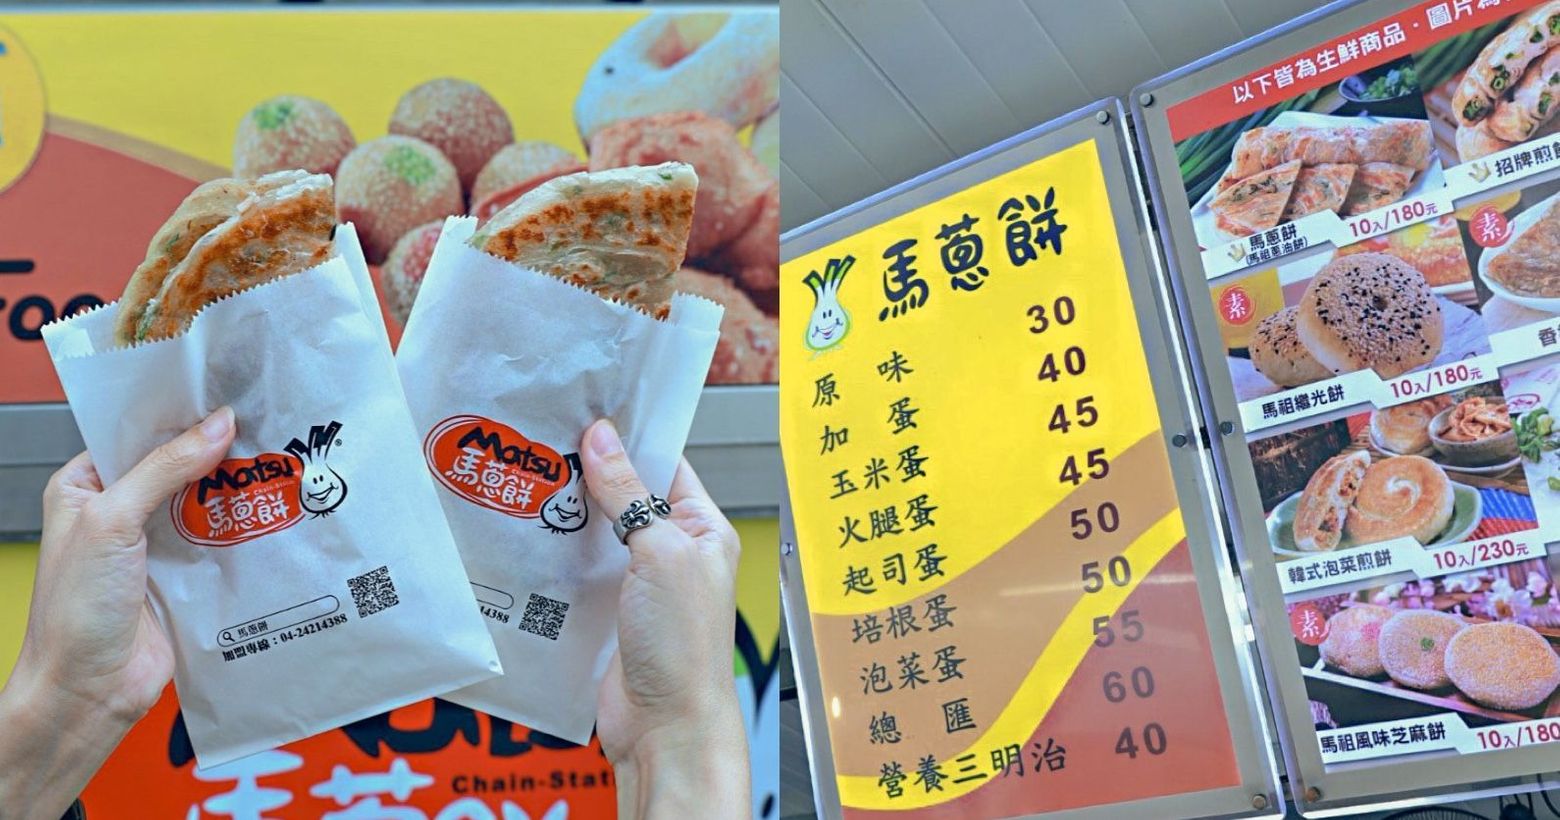 Matsu
Chain-Station
馬蔥餅
馬蔥餅
加盟專線：04-24214388
Matsu
Chain-Station
馬蔥餅
14388
Chain-Stati
馬蔥餅
馬蔥餅
原味 30
加蛋 40
玉米蛋 45
火腿蛋 45
起司蛋 50
培根蛋 50
泡菜蛋 55
總匯 60
營養三明治 40
以下皆為生鮮商品．圖片為
馬蔥餅
(馬祖蔥油餅)
10入/180元
招牌煎餅
素
素
馬祖繼光餅
10入/180元
香
韓式泡菜煎餅
10入/230元
素
馬祖風味芝麻餅
10入/180